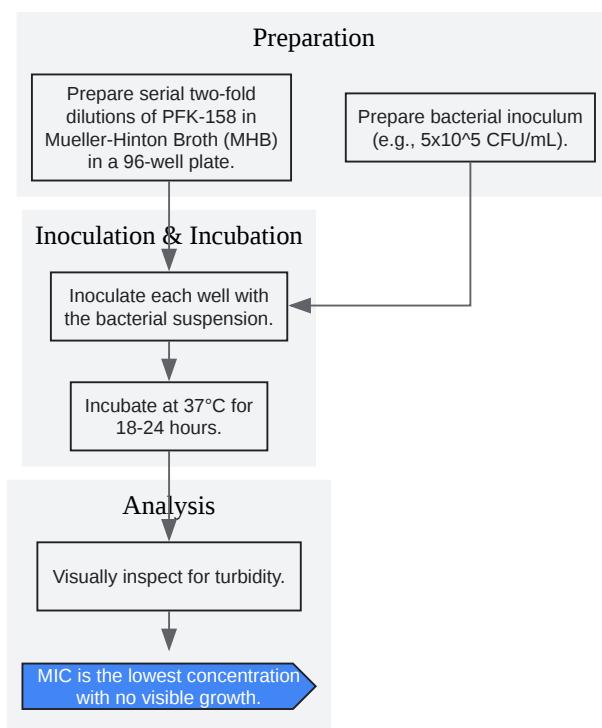 Preparation
Prepare serial two-fold
dilutions of PFK-158 in
Mueller-Hinton Broth (MHB)
in a 96-well plate.
Prepare bacterial inoculum
(e.g., 5x10^5 CFU/mL).
Inoculation & Incubation
Inoculate each well with
the bacterial suspension.
Incubate at 37°C for
18-24 hours.
Analysis
Visually inspect for turbidity.
MIC is the lowest concentration
with no visible growth.